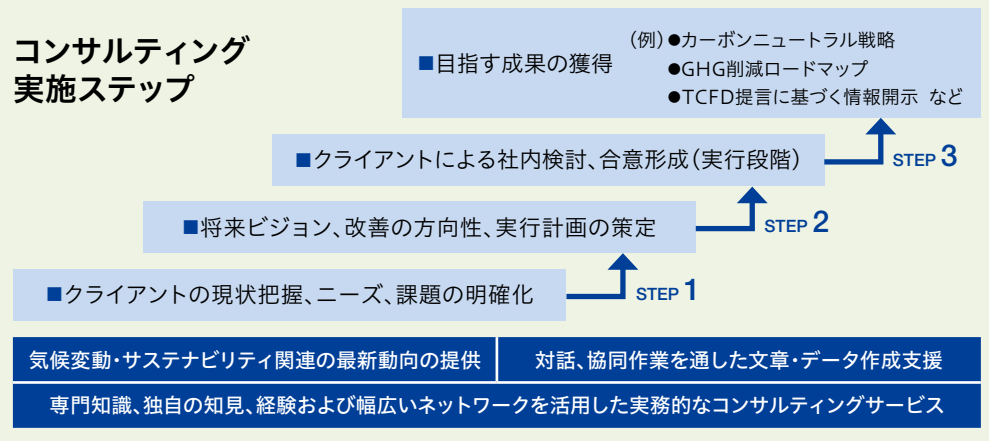 コンサルティング
実施ステップ
■目指す成果の獲得
（例）●カーボンニュートラル戦略
●GHG削減ロードマップ
●TCFD提言に基づく情報開示 など
■クライアントによる社内検討、合意形成（実行段階）
STEP 3
■将来ビジョン、改善の方向性、実行計画の策定
STEP 2
■クライアントの現状把握、ニーズ、課題の明確化
STEP 1
気候変動・サステナビリティ関連の最新動向の提供
対話、協同作業を通した文章・データ作成支援
専門知識、独自の知見、経験および幅広いネットワークを活用した実務的なコンサルティングサービス